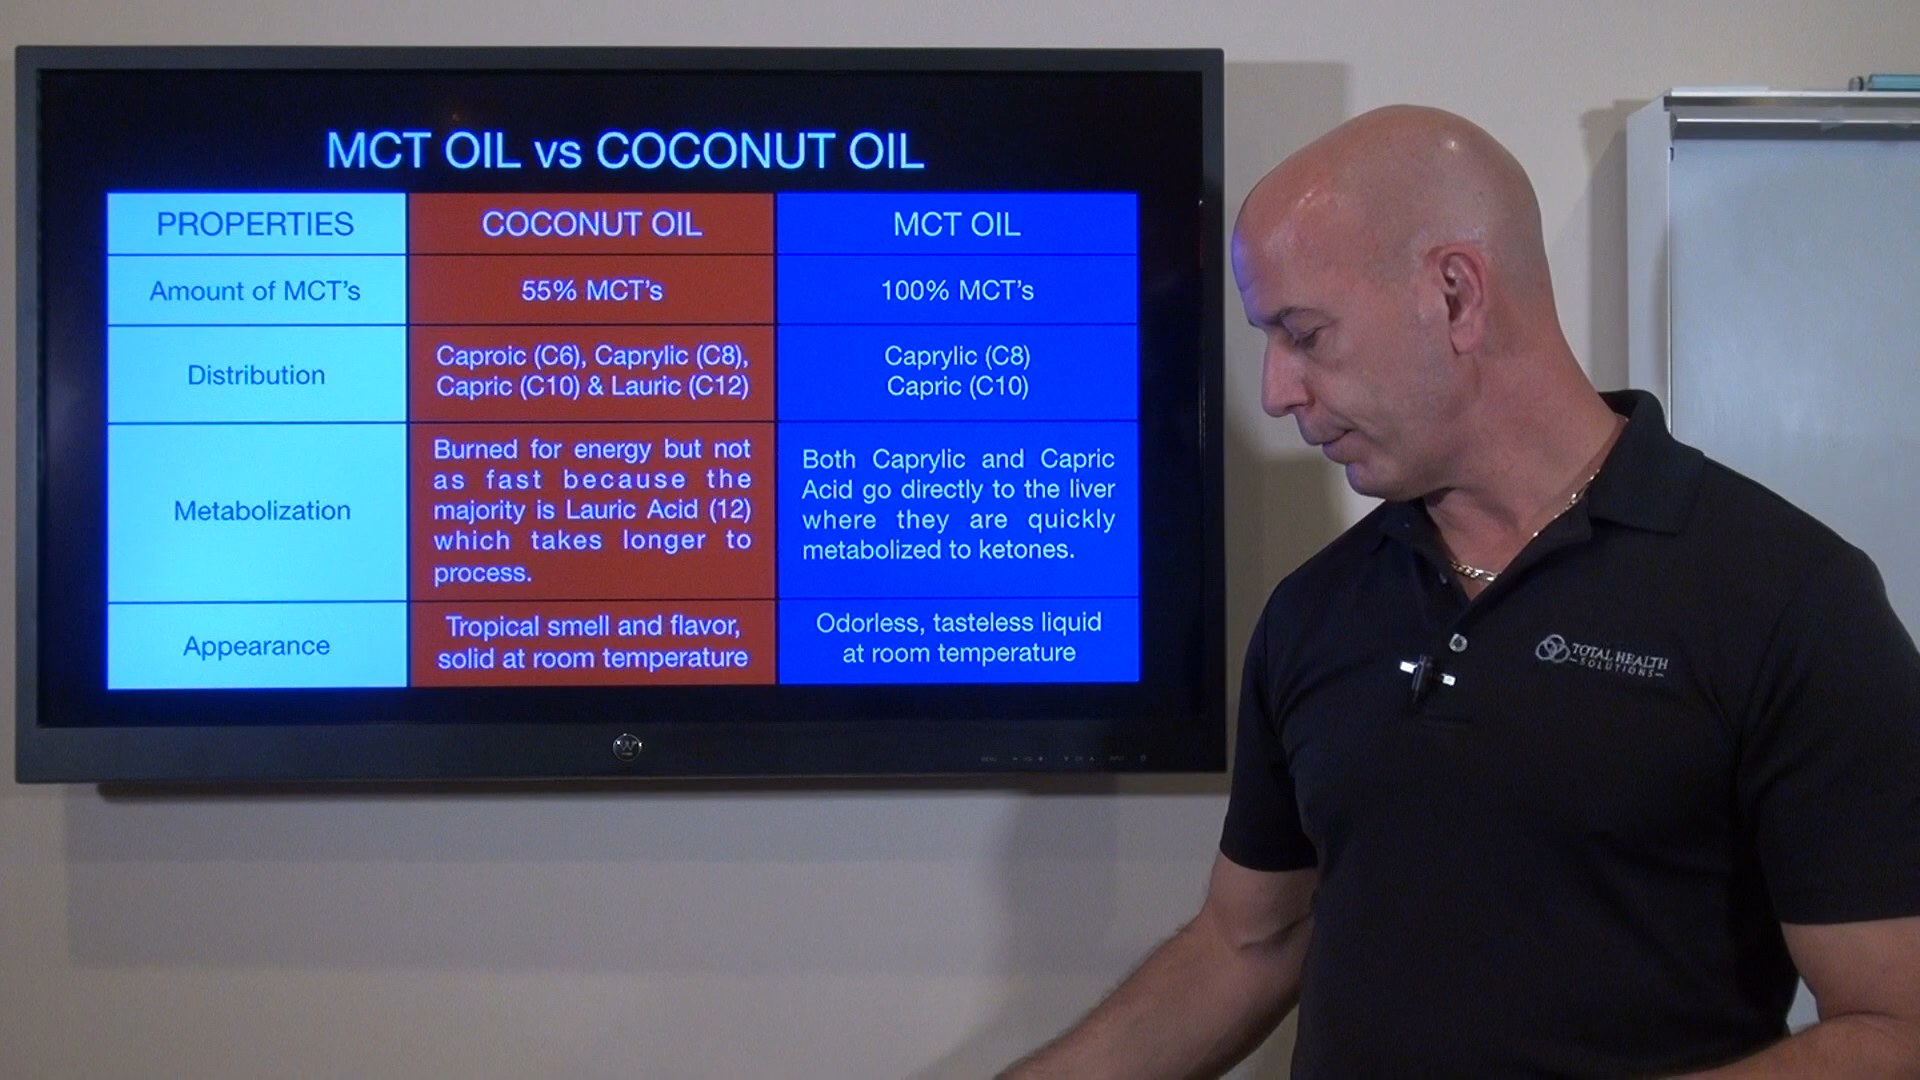 MCT OIL vs COCONUT OIL
PROPERTIES
COCONUT OIL
MCT OIL
Amount of MCT's
55% MCT's
100% MCT's
Distribution
Caproic (C6), Caprylic (C8),
Capric (C10) & Lauric (C12)
Caprylic (C8)
Capric (C10)
Metabolization
Burned for energy but not
as fast because the
majority is Lauric Acid (12)
which takes longer to
process.
Both Caprylic and Capric
Acid go directly to the liver
where they are quickly
metabolized to ketones.
Appearance
Tropical smell and flavor,
solid at room temperature
Odorless, tasteless liquid
at room temperature
TOTAL HEALTH
SOLUTIONS